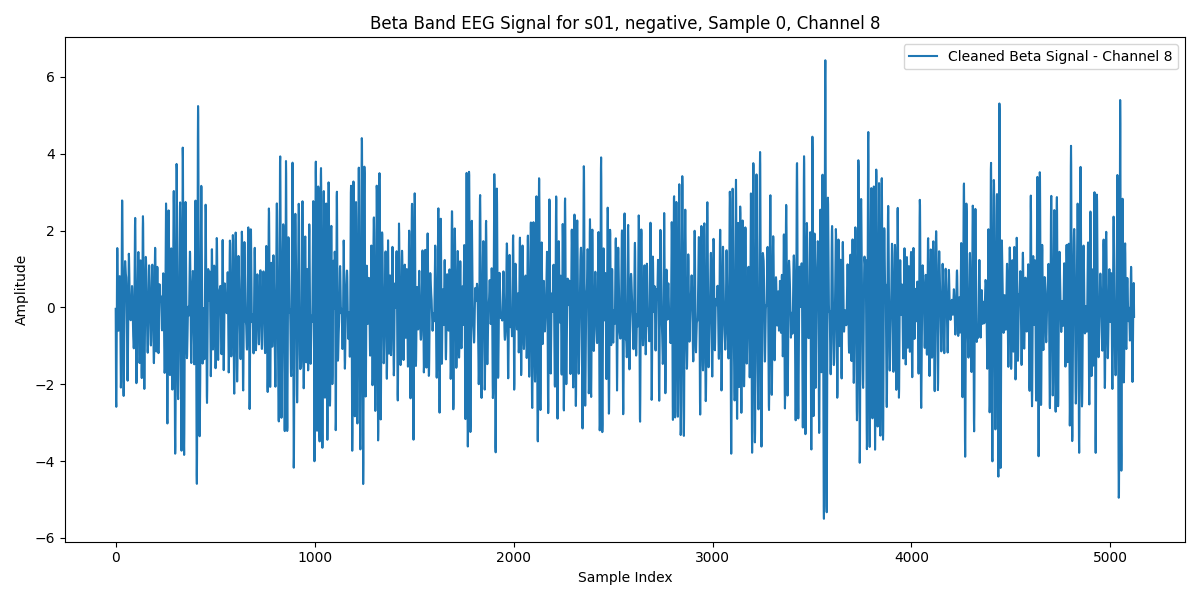 Beta Band EEG Signal for s01, negative, Sample 0, Channel 8
Cleaned Beta Signal - Channel 8
Amplitude
6
4
2
0
−2
−4
−6
0 1000 2000 3000 4000 5000
Sample Index